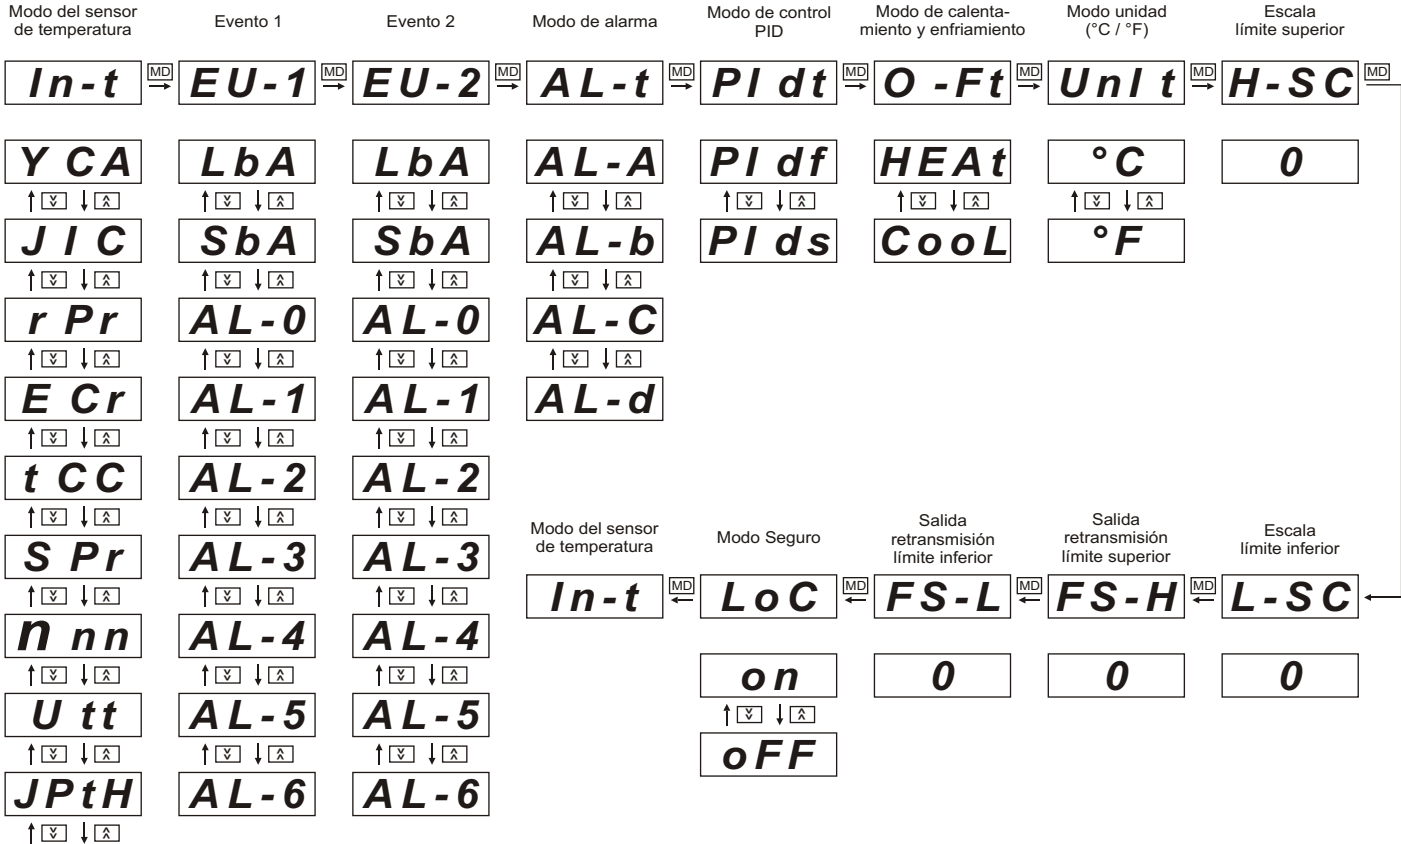 Modo del sensor
de temperatura
Evento 1
Evento 2
Modo de alarma
Modo de control
PID
Modo de calenta-
miento y enfriamiento
Modo unidad
(°C / °F)
Escala
límite superior
In-t MD EU-1 MD EU-2 MD AL-t MD PI dt MD O -Ft MD UnI t MD H-SC MD
Y CA LbA LbA AL-A PI df HEAt °C 0
J I C SbA SbA AL-b PI ds CooL °F
r Pr AL-0 AL-0 AL-C
E Cr AL-1 AL-1 AL-d
t CC AL-2 AL-2
S Pr AL-3 AL-3
n nn AL-4 AL-4
U tt AL-5 AL-5
JPtH AL-6 AL-6
Modo del sensor
de temperatura
Modo Seguro
Salida
retransmisión
límite inferior
Salida
retransmisión
límite superior
Escala
límite inferior
In-t MD LoC MD FS-L MD FS-H MD L-SC
on 0 0 0
oFF